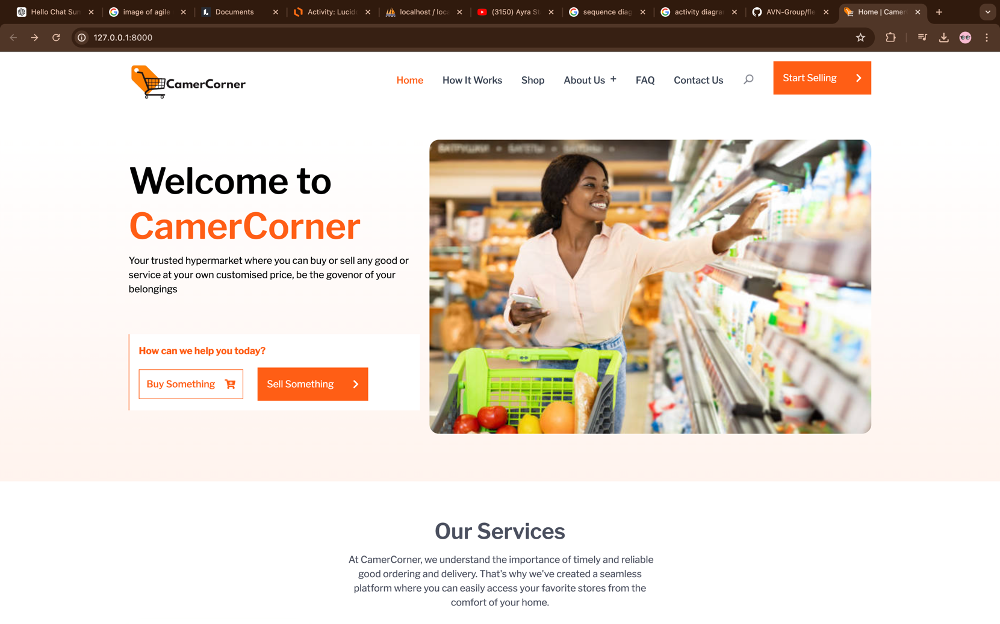 Hello Chat Sum
image of agile
Documents
Activity: Lucid
localhost / loca
(3150) Ayra St
sequence diag
activity diagra
AVN-Group/fle
Home | Camer
127.0.0.1:8000
CamerCorner
Home
How It Works
Shop
About Us +
FAQ
Contact Us
Start Selling
Welcome to
CamerCorner
Your trusted hypermarket where you can buy or sell any good or
service at your own customised price, be the govenor of your
belongings
How can we help you today?
Buy Something
Sell Something
Our Services
At CamerCorner, we understand the importance of timely and reliable
good ordering and delivery. That's why we've created a seamless
platform where you can easily access your favorite stores from the
comfort of your home.